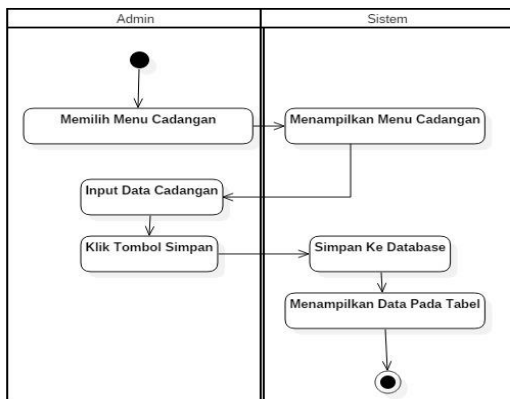 Admin
Sistem
Memilih Menu Cadangan
Menampilkan Menu Cadangan
Input Data Cadangan
Klik Tombol Simpan
Simpan Ke Database
Menampilkan Data Pada Tabel